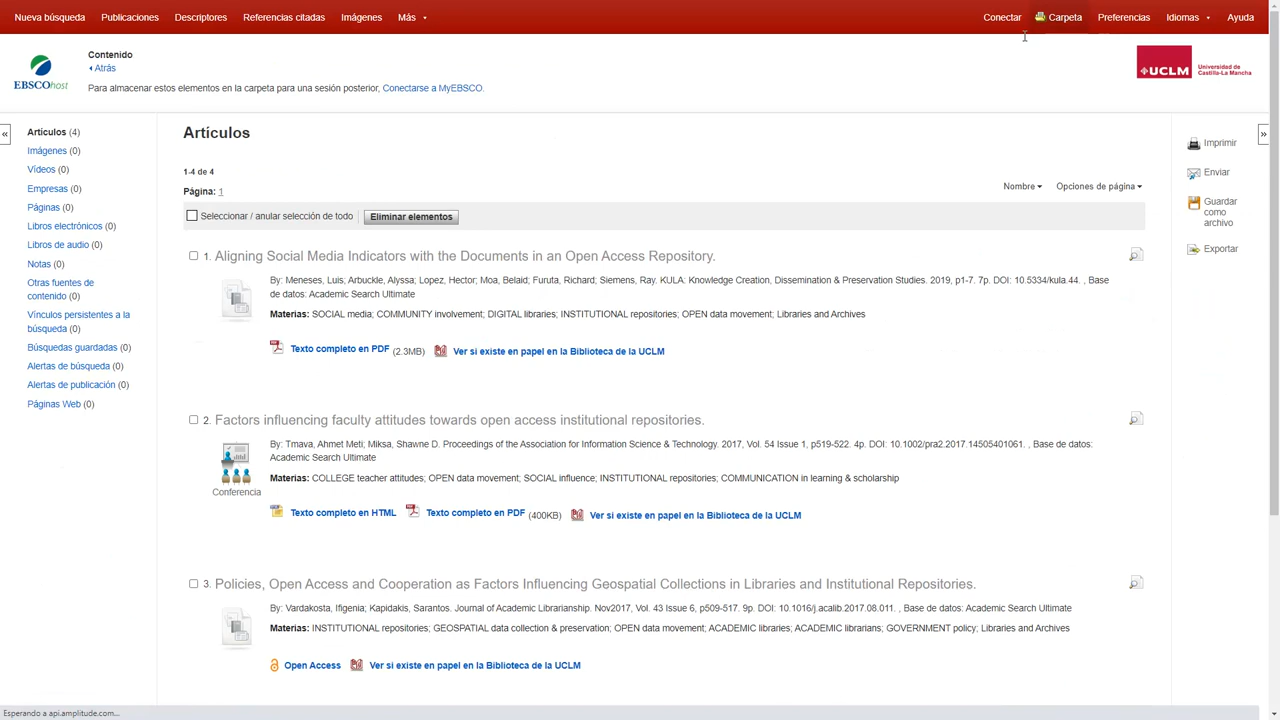 Nueva búsqueda Publicaciones Descriptores Referencias citadas Imágenes Más Conectar Carpeta Preferencias Idiomas Ayuda
EBSCOhost
Contenido
Atrás
Para almacenar estos elementos en la carpeta para una sesión posterior, Conectarse a MyEBSCO.
UCLM Universidad de Castilla-La Mancha
«
»
Artículos (4)
Imágenes (0)
Vídeos (0)
Empresas (0)
Páginas (0)
Libros electrónicos (0)
Libros de audio (0)
Notas (0)
Otras fuentes de
contenido (0)
Vínculos persistentes a la
búsqueda (0)
Búsquedas guardadas (0)
Alertas de búsqueda (0)
Alertas de publicación (0)
Páginas Web (0)
Artículos
1-4 de 4
Página: 1
Nombre Opciones de página
Seleccionar / anular selección de todo Eliminar elementos
1. Aligning Social Media Indicators with the Documents in an Open Access Repository.
By: Meneses, Luis; Arbuckle, Alyssa; Lopez, Hector; Moa, Belaid; Furuta, Richard; Siemens, Ray. KULA: Knowledge Creation, Dissemination & Preservation Studies. 2019, p1-7. 7p. DOI: 10.5334/kula.44. , Base
de datos: Academic Search Ultimate
Materias: SOCIAL media; COMMUNITY involvement; DIGITAL libraries; INSTITUTIONAL repositories; OPEN data movement; Libraries and Archives
Texto completo en PDF (2.3MB) Ver si existe en papel en la Biblioteca de la UCLM
2. Factors influencing faculty attitudes towards open access institutional repositories.
By: Tmava, Ahmet Meti; Miksa, Shawne D. Proceedings of the Association for Information Science & Technology. 2017, Vol. 54 Issue 1, p519-522. 4p. DOI: 10.1002/pra2.2017.14505401061. , Base de datos:
Academic Search Ultimate
Conferencia
Materias: COLLEGE teacher attitudes; OPEN data movement; SOCIAL influence; INSTITUTIONAL repositories; COMMUNICATION in learning & scholarship
Texto completo en HTML Texto completo en PDF (400KB) Ver si existe en papel en la Biblioteca de la UCLM
3. Policies, Open Access and Cooperation as Factors Influencing Geospatial Collections in Libraries and Institutional Repositories.
By: Vardakosta, Ifigenia; Kapidakis, Sarantos. Journal of Academic Librarianship. Nov2017, Vol. 43 Issue 6, p509-517. 9p. DOI: 10.1016/j.acalib.2017.08.011. , Base de datos: Academic Search Ultimate
Materias: INSTITUTIONAL repositories; GEOSPATIAL data collection & preservation; OPEN data movement; ACADEMIC libraries; ACADEMIC librarians; GOVERNMENT policy; Libraries and Archives
Open Access Ver si existe en papel en la Biblioteca de la UCLM
Imprimir
Enviar
Guardar
como
archivo
Exportar
Esperando a api.amplitude.com...